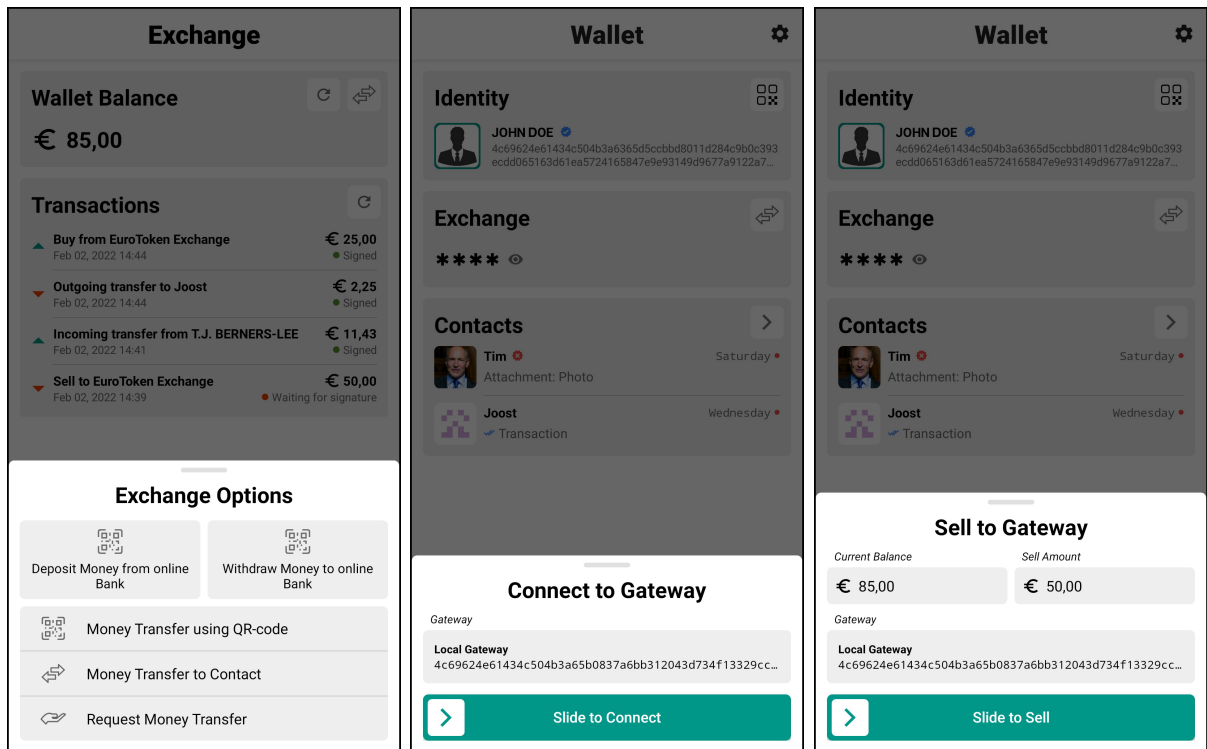 Exchange
Wallet Balance
€ 85,00
Transactions
Buy from EuroToken Exchange € 25,00
Feb 02, 2022 14:44 Signed
Outgoing transfer to Joost € 2,25
Feb 02, 2022 14:44 Signed
Incoming transfer from T.J. BERNERS-LEE € 11,43
Feb 02, 2022 14:41 Signed
Sell to EuroToken Exchange € 50,00
Feb 02, 2022 14:39 Waiting for signature
Exchange Options
Deposit Money from online
Bank
Withdraw Money to online
Bank
Money Transfer using QR-code
Money Transfer to Contact
Request Money Transfer
Wallet
Identity
JOHN DOE
4c69624e61434c504b3a6365d5ccbbd8011d284c9b0c393
ecdd065163d61ea5724165847e9e93149d9677a9122a7...
Exchange
****
Contacts
Tim Saturday
Attachment: Photo
Joost Wednesday
Transaction
Connect to Gateway
Gateway
Local Gateway
4c69624e61434c504b3a65b0837a6bb312043d734f13329cc...
Slide to Connect
Wallet
Identity
JOHN DOE
4c69624e61434c504b3a6365d5ccbbd8011d284c9b0c393
ecdd065163d61ea5724165847e9e93149d9677a9122a7...
Exchange
****
Contacts
Tim Saturday
Attachment: Photo
Joost Wednesday
Transaction
Sell to Gateway
Current Balance Sell Amount
€ 85,00 € 50,00
Gateway
Local Gateway
4c69624e61434c504b3a65b0837a6bb312043d734f13329cc...
Slide to Sell